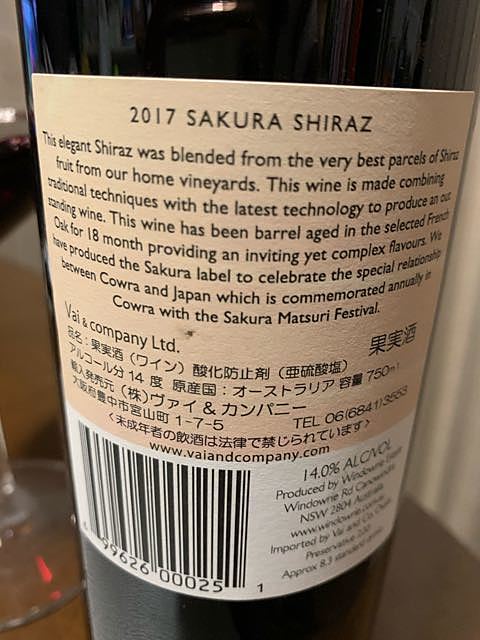 2017 SAKURA SHIRAZ
This elegant Shiraz was blended from the very best parcels of Shiraz
fruit from our home vineyards. This wine is made combining
traditional techniques with the latest technology to produce an out
standing wine. This wine has been barrel aged in the selected French
Oak for 18 month providing an inviting yet complex flavours. We
have produced the Sakura label to celebrate the special relationship
between Cowra and Japan which is commemorated annually in
Cowra with the Sakura Matsuri Festival.
Vai & company Ltd.
果実酒
品名:果実酒(ワイン)酸化防止剤(亜硫酸塩)
アルコール分 14 度 原産国:オーストラリア 容量 750ml
輸入発売元(株)ヴァイ & カンパニー
大阪府豊中市宮山町 1-7-5 TEL 06(6841)3553
<未成年者の飲酒は法律で禁じられています>
www.vaiandcompany.com
14.0% ALC/VOL
Produced by Windowrie Estate
Windowrie Rd Canowindra
NSW 2804 Australia
www.windowrie.com.au
Imported by Vai and Co, Osaka
Preservative 220
Approx 8.3 standard drinks
99626 00025 1